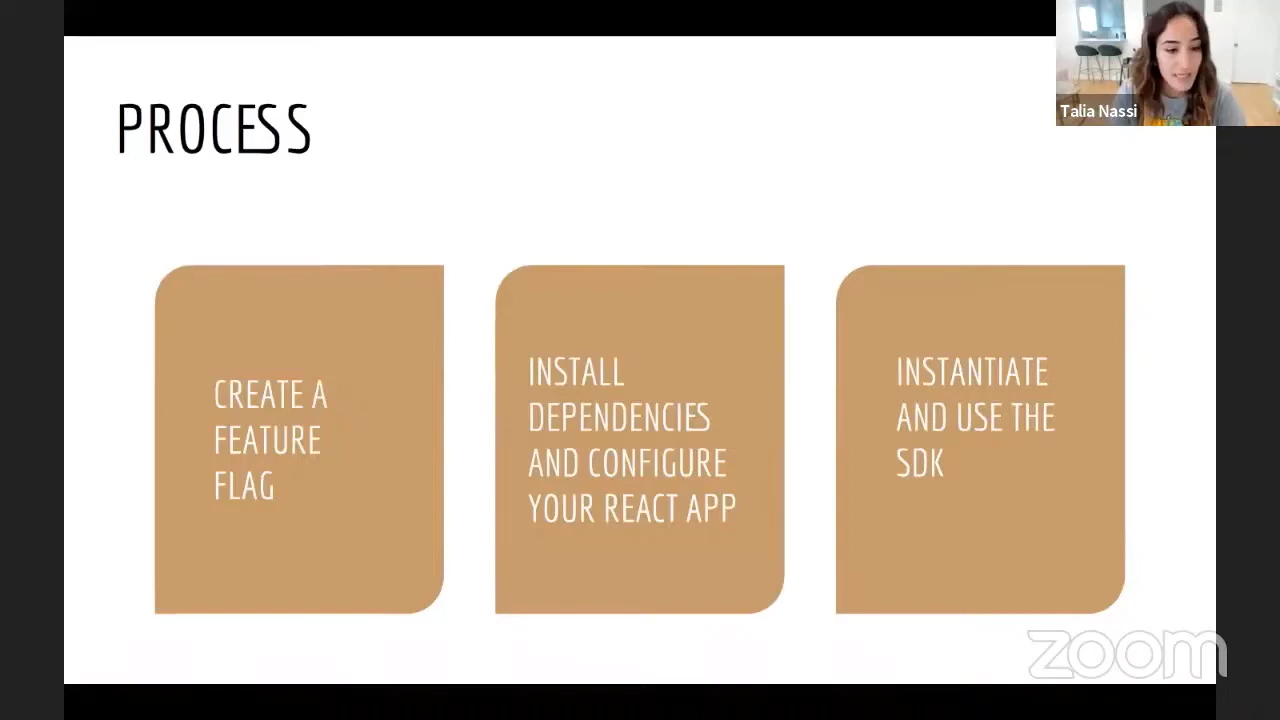 PROCESS
Talia Nassi
CREATE A
FEATURE
FLAG
INSTALL
DEPENDENCIES
AND CONFIGURE
YOUR REACT APP
INSTANTIATE
AND USE THE
SDK
zoom